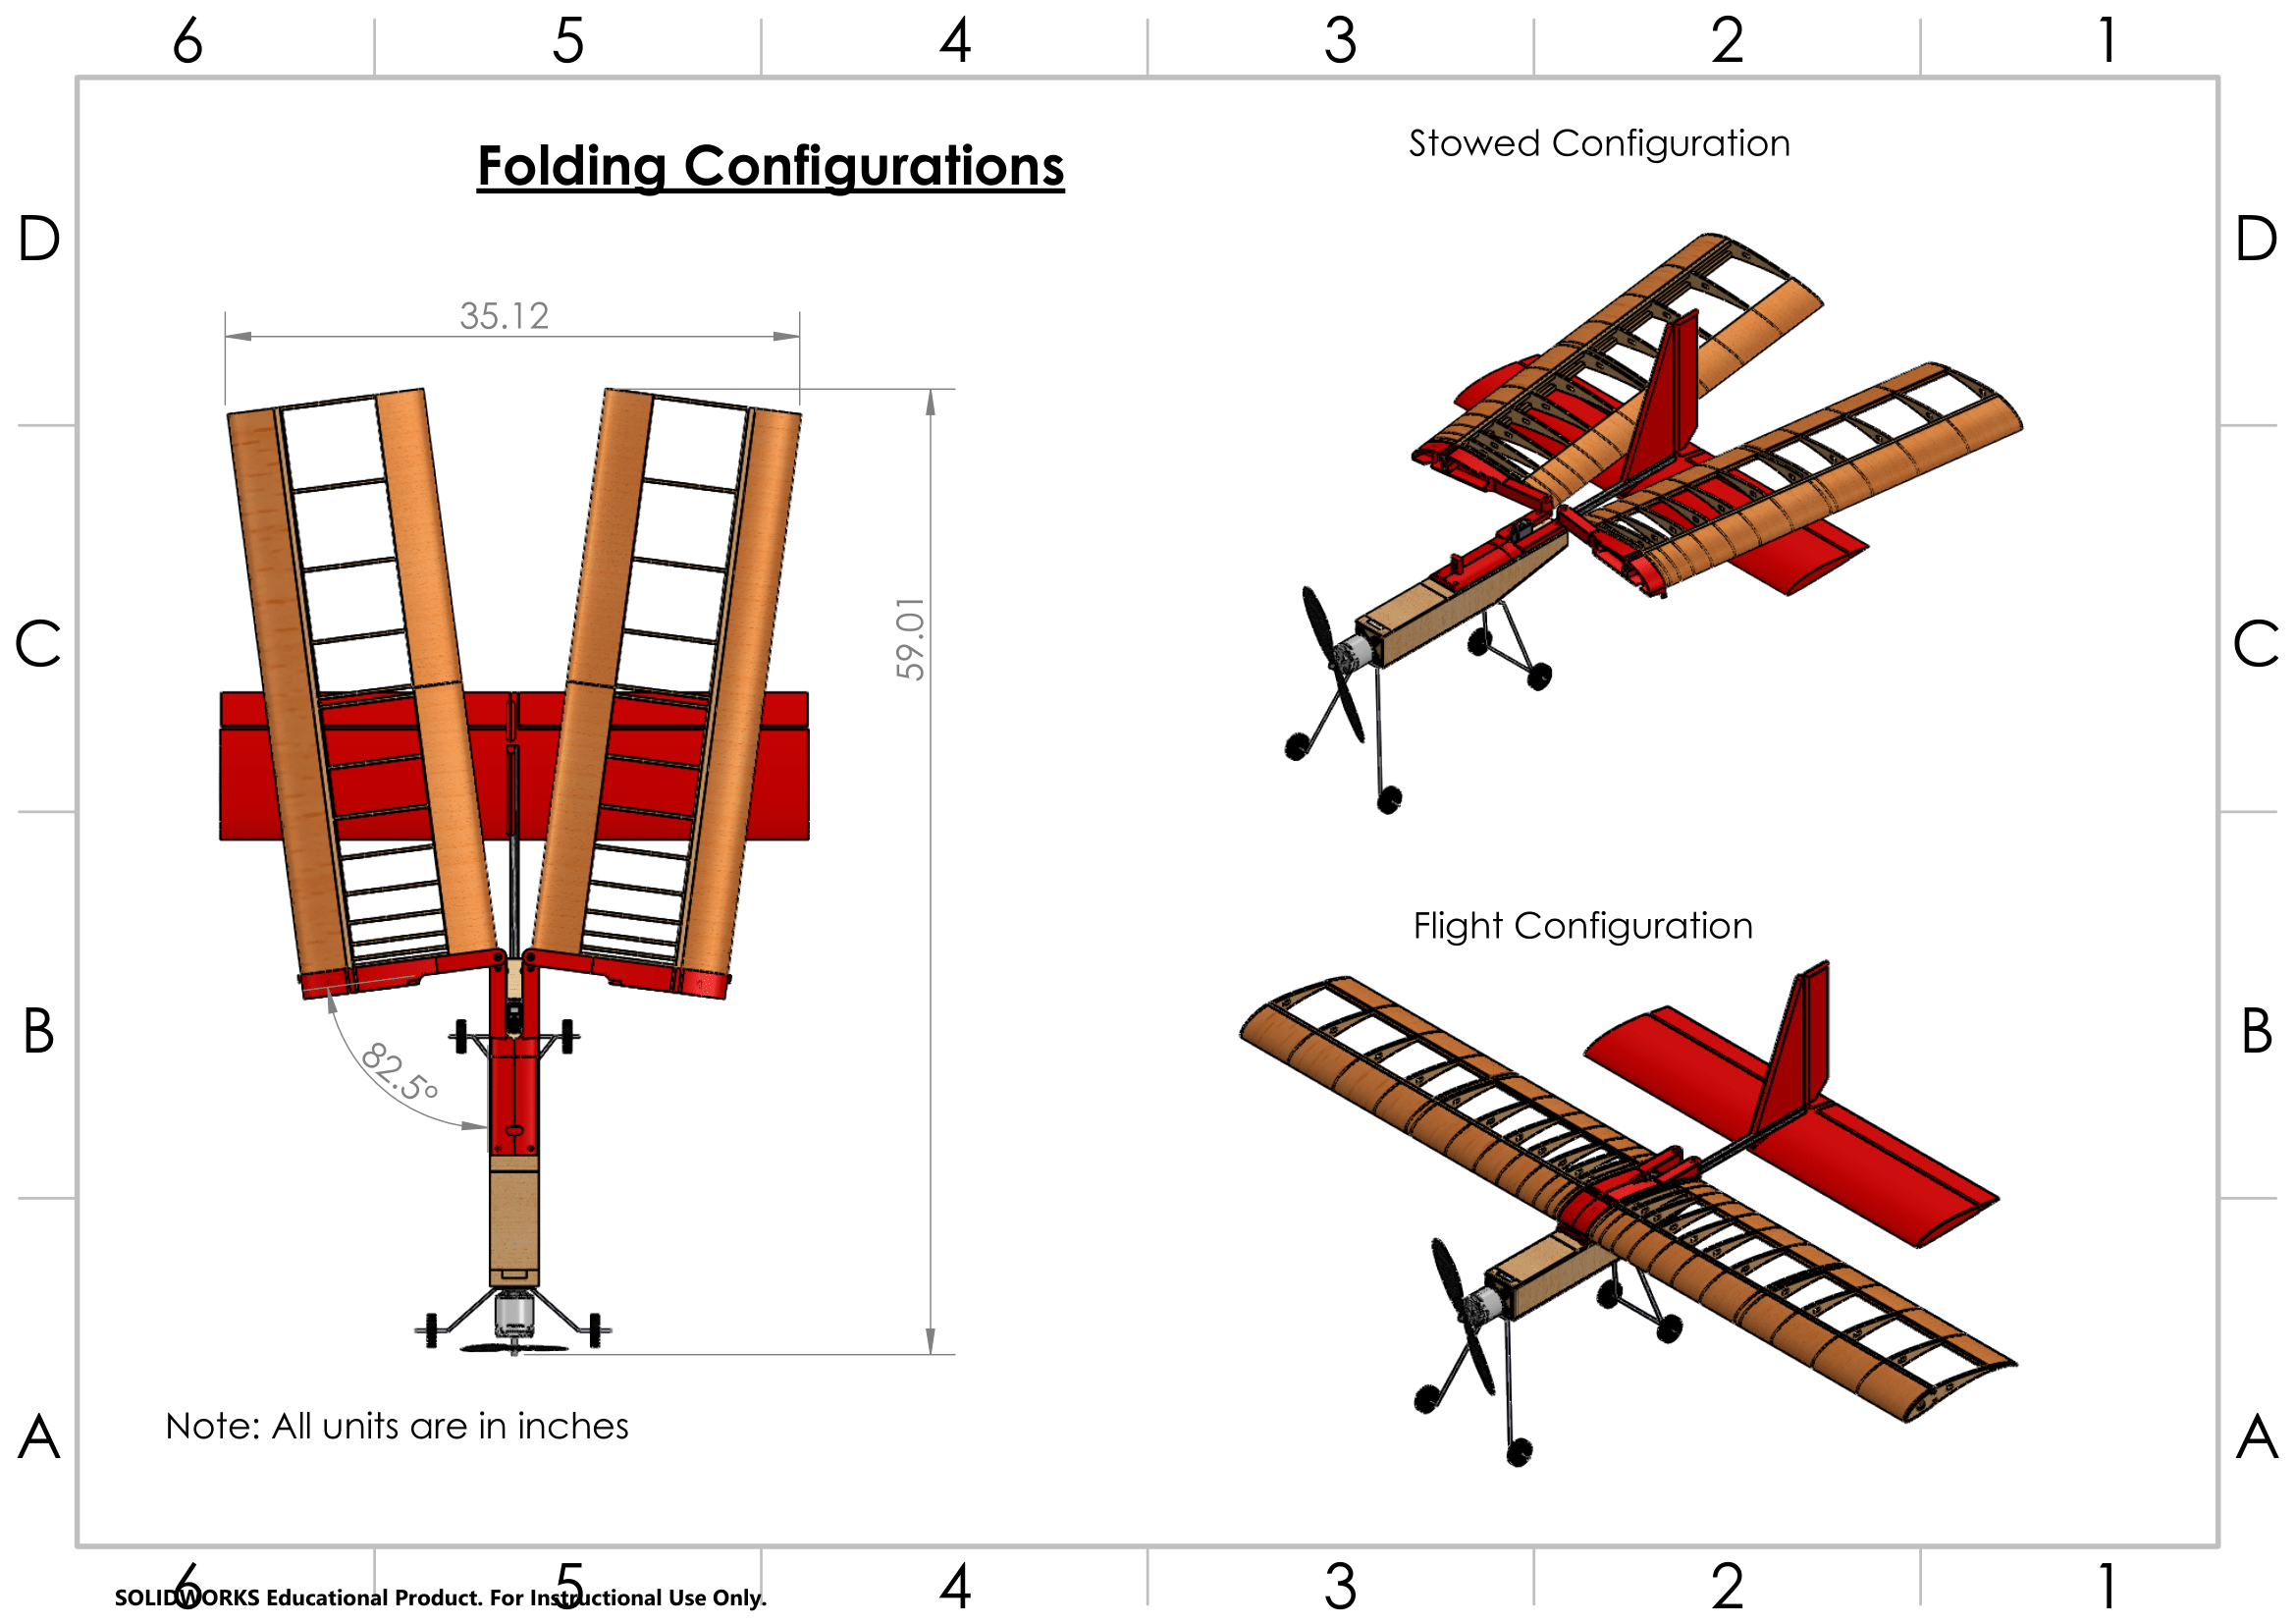 6 5 4 3 2 1
Folding Configurations
Stowed Configuration
D D
35.12
C C
59.01
Flight Configuration
B B
82.5°
Note: All units are in inches
A A
6 5 4 3 2 1
SOLIDWORKS Educational Product. For Instructional Use Only.